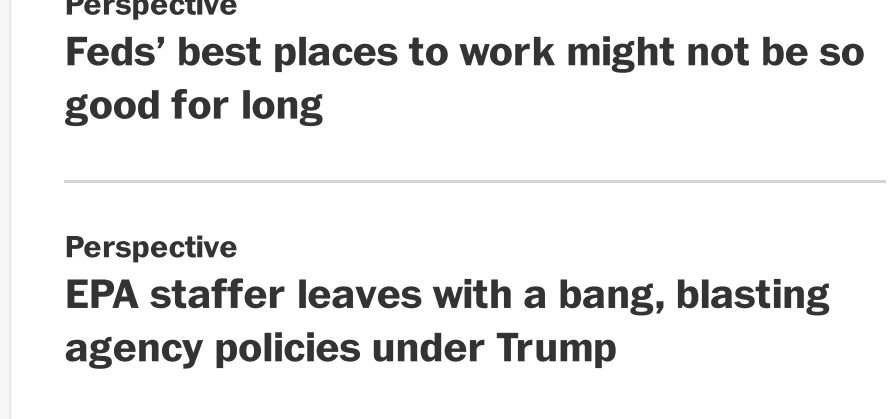 Perspective
Feds’ best places to work might not be so
good for long
Perspective
EPA staffer leaves with a bang, blasting
agency policies under Trump